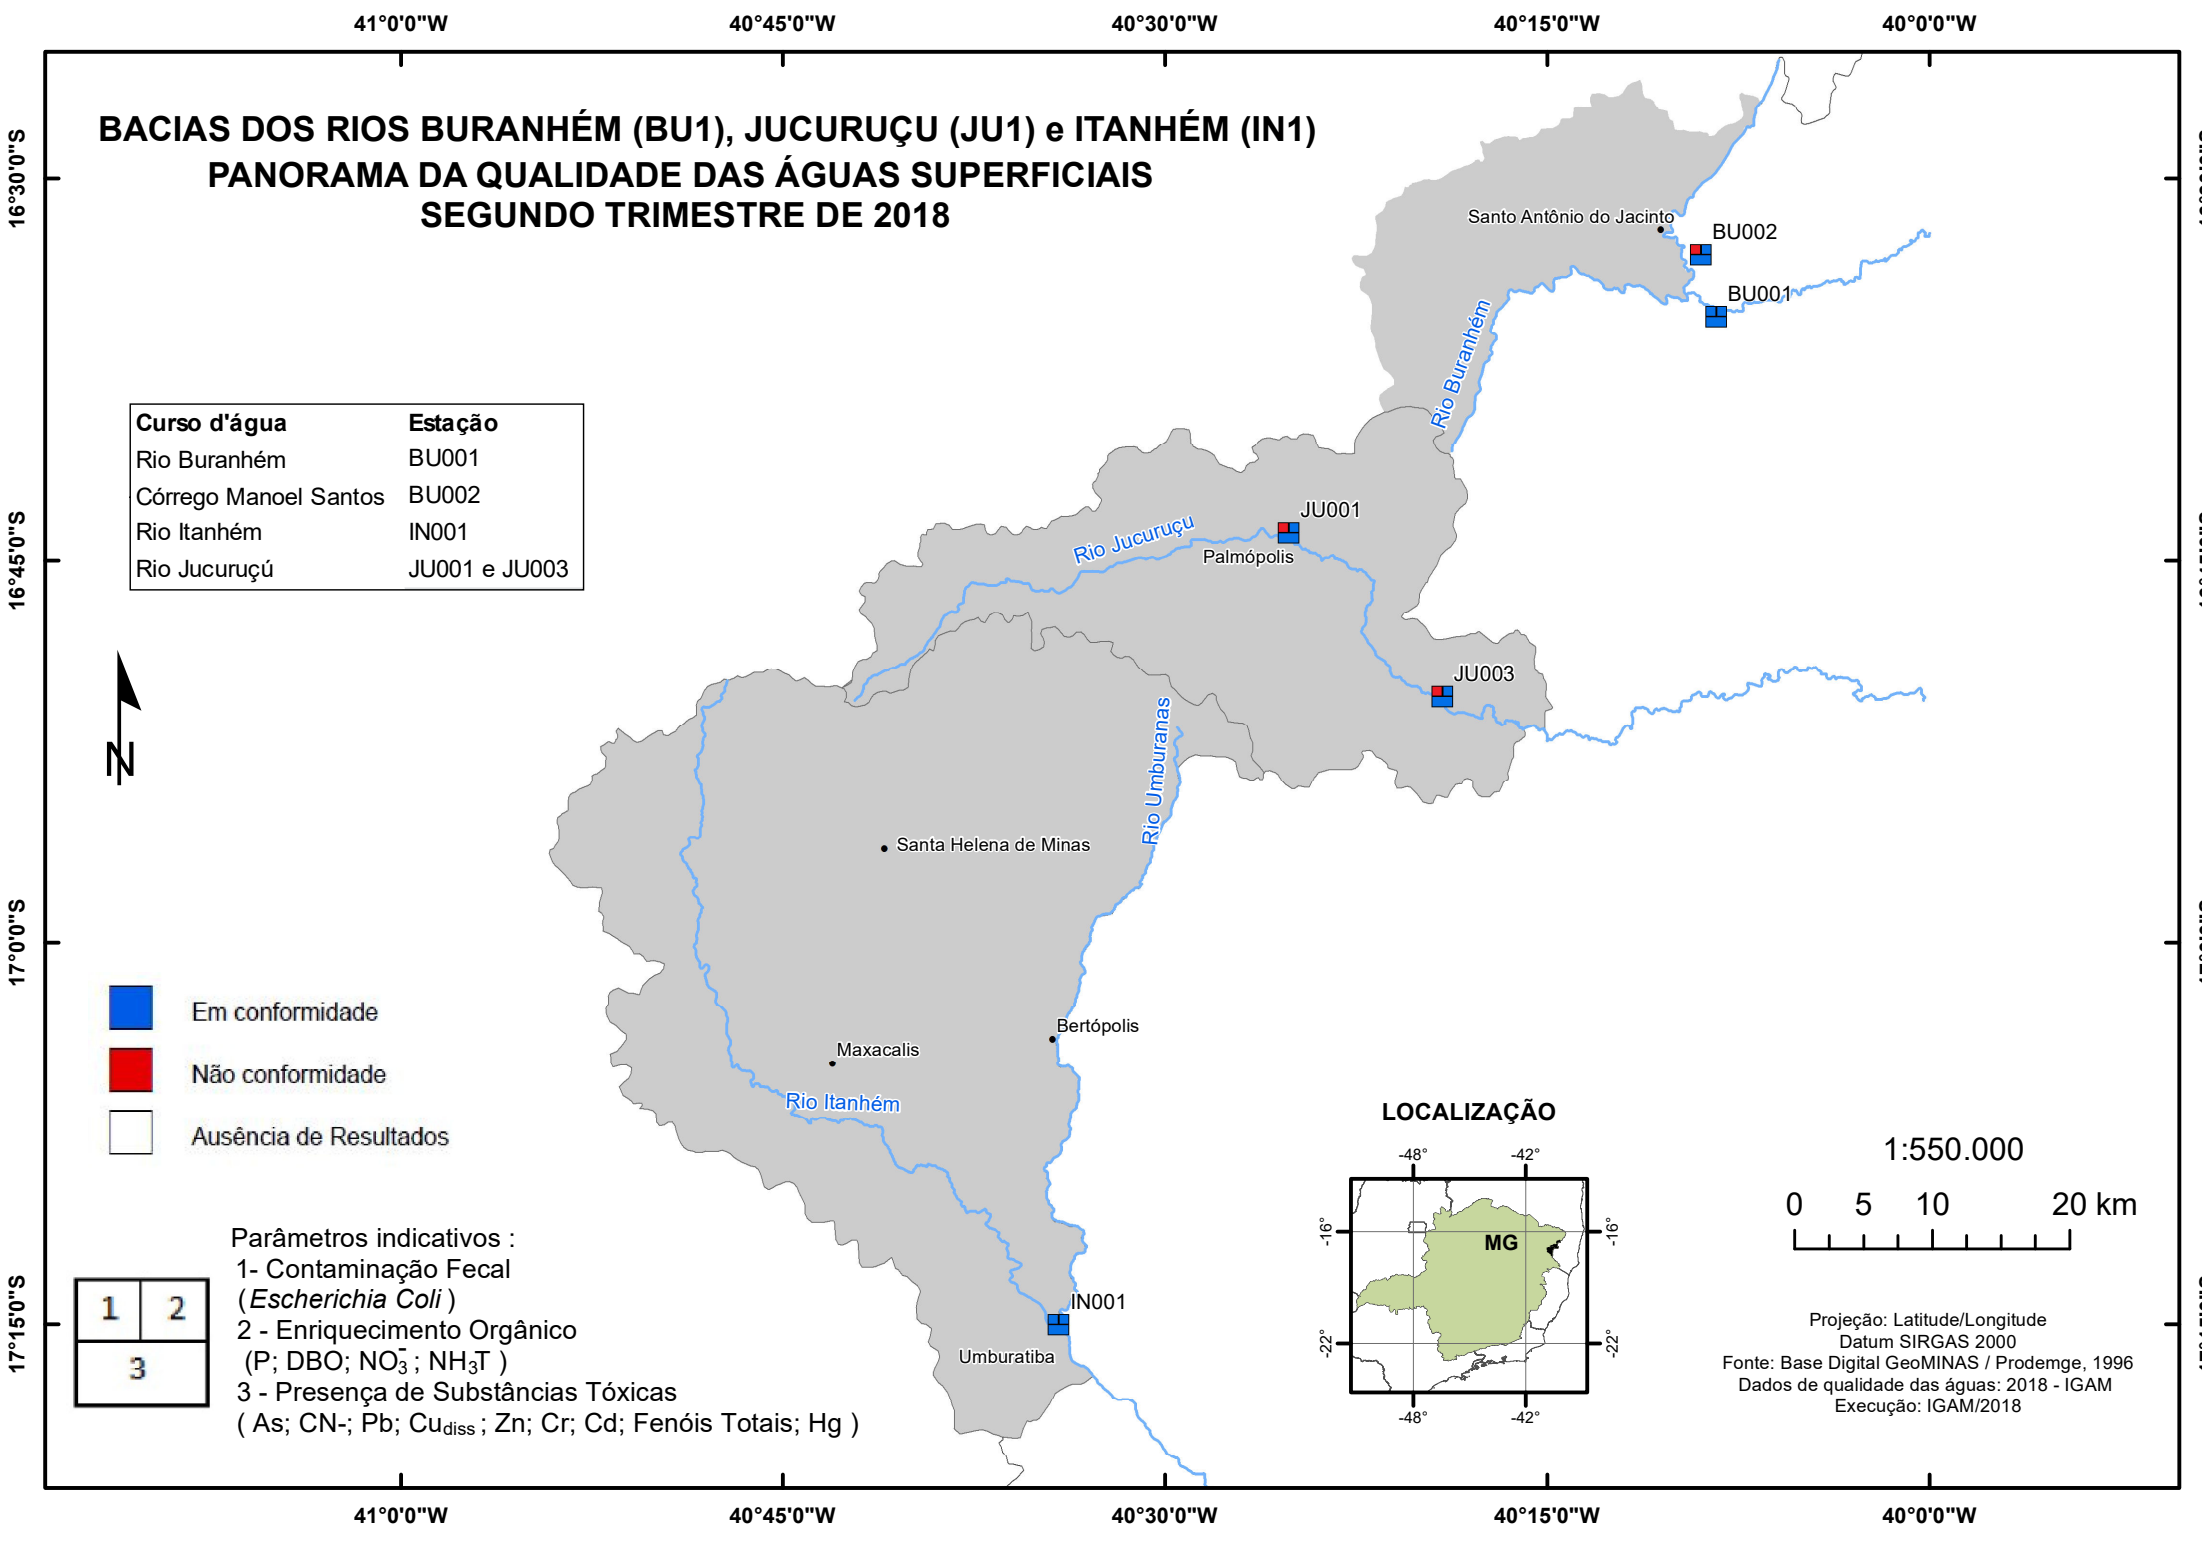 41°0'0"W 40°45'0"W 40°30'0"W 40°15'0"W 40°0'0"W
BACIAS DOS RIOS BURANHÉM (BU1), JUCURUÇU (JU1) e ITANHÉM (IN1)
PANORAMA DA QUALIDADE DAS ÁGUAS SUPERFICIAIS
SEGUNDO TRIMESTRE DE 2018
16°30'0"S
Santo Antônio do Jacinto
BU002
BU001
Rio Buranhém
Curso d'água Estação
Rio Buranhém BU001
Córrego Manoel Santos BU002
Rio Itanhém IN001
Rio Jucuruçú JU001 e JU003
16°45'0"S
JU001
Rio Jucuruçu
Palmópolis
JU003
N
Rio Umburanas
Santa Helena de Minas
17°0'0"S
Em conformidade
Não conformidade
Ausência de Resultados
Bertópolis
Maxacalis
Rio Itanhém
IN001
Umburatiba
17°15'0"S
1 2
3
Parâmetros indicativos :
1- Contaminação Fecal
(Escherichia Coli )
2 - Enriquecimento Orgânico
(P; DBO; NO₃⁻; NH₃T )
3 - Presença de Substâncias Tóxicas
( As; CN-; Pb; Cudiss ; Zn; Cr; Cd; Fenóis Totais; Hg )
LOCALIZAÇÃO
-48° -42°
-16° -16°
MG
-22° -22°
-48° -42°
1:550.000
0 5 10 20 km
Projeção: Latitude/Longitude
Datum SIRGAS 2000
Fonte: Base Digital GeoMINAS / Prodemge, 1996
Dados de qualidade das águas: 2018 - IGAM
Execução: IGAM/2018
41°0'0"W 40°45'0"W 40°30'0"W 40°15'0"W 40°0'0"W